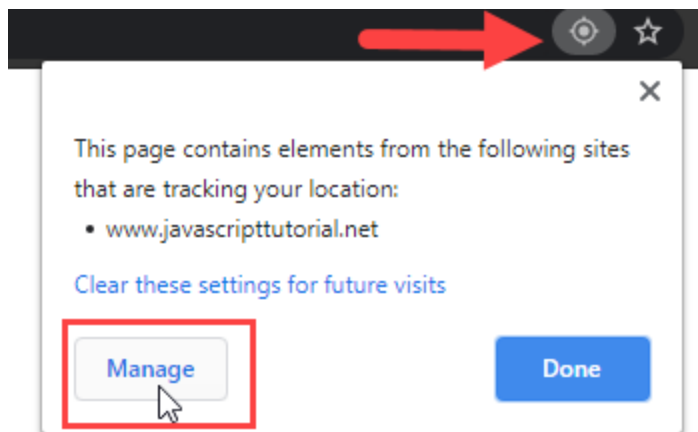 This page contains elements from the following sites
that are tracking your location:
• www.javascripttutorial.net
Clear these settings for future visits
Manage
Done